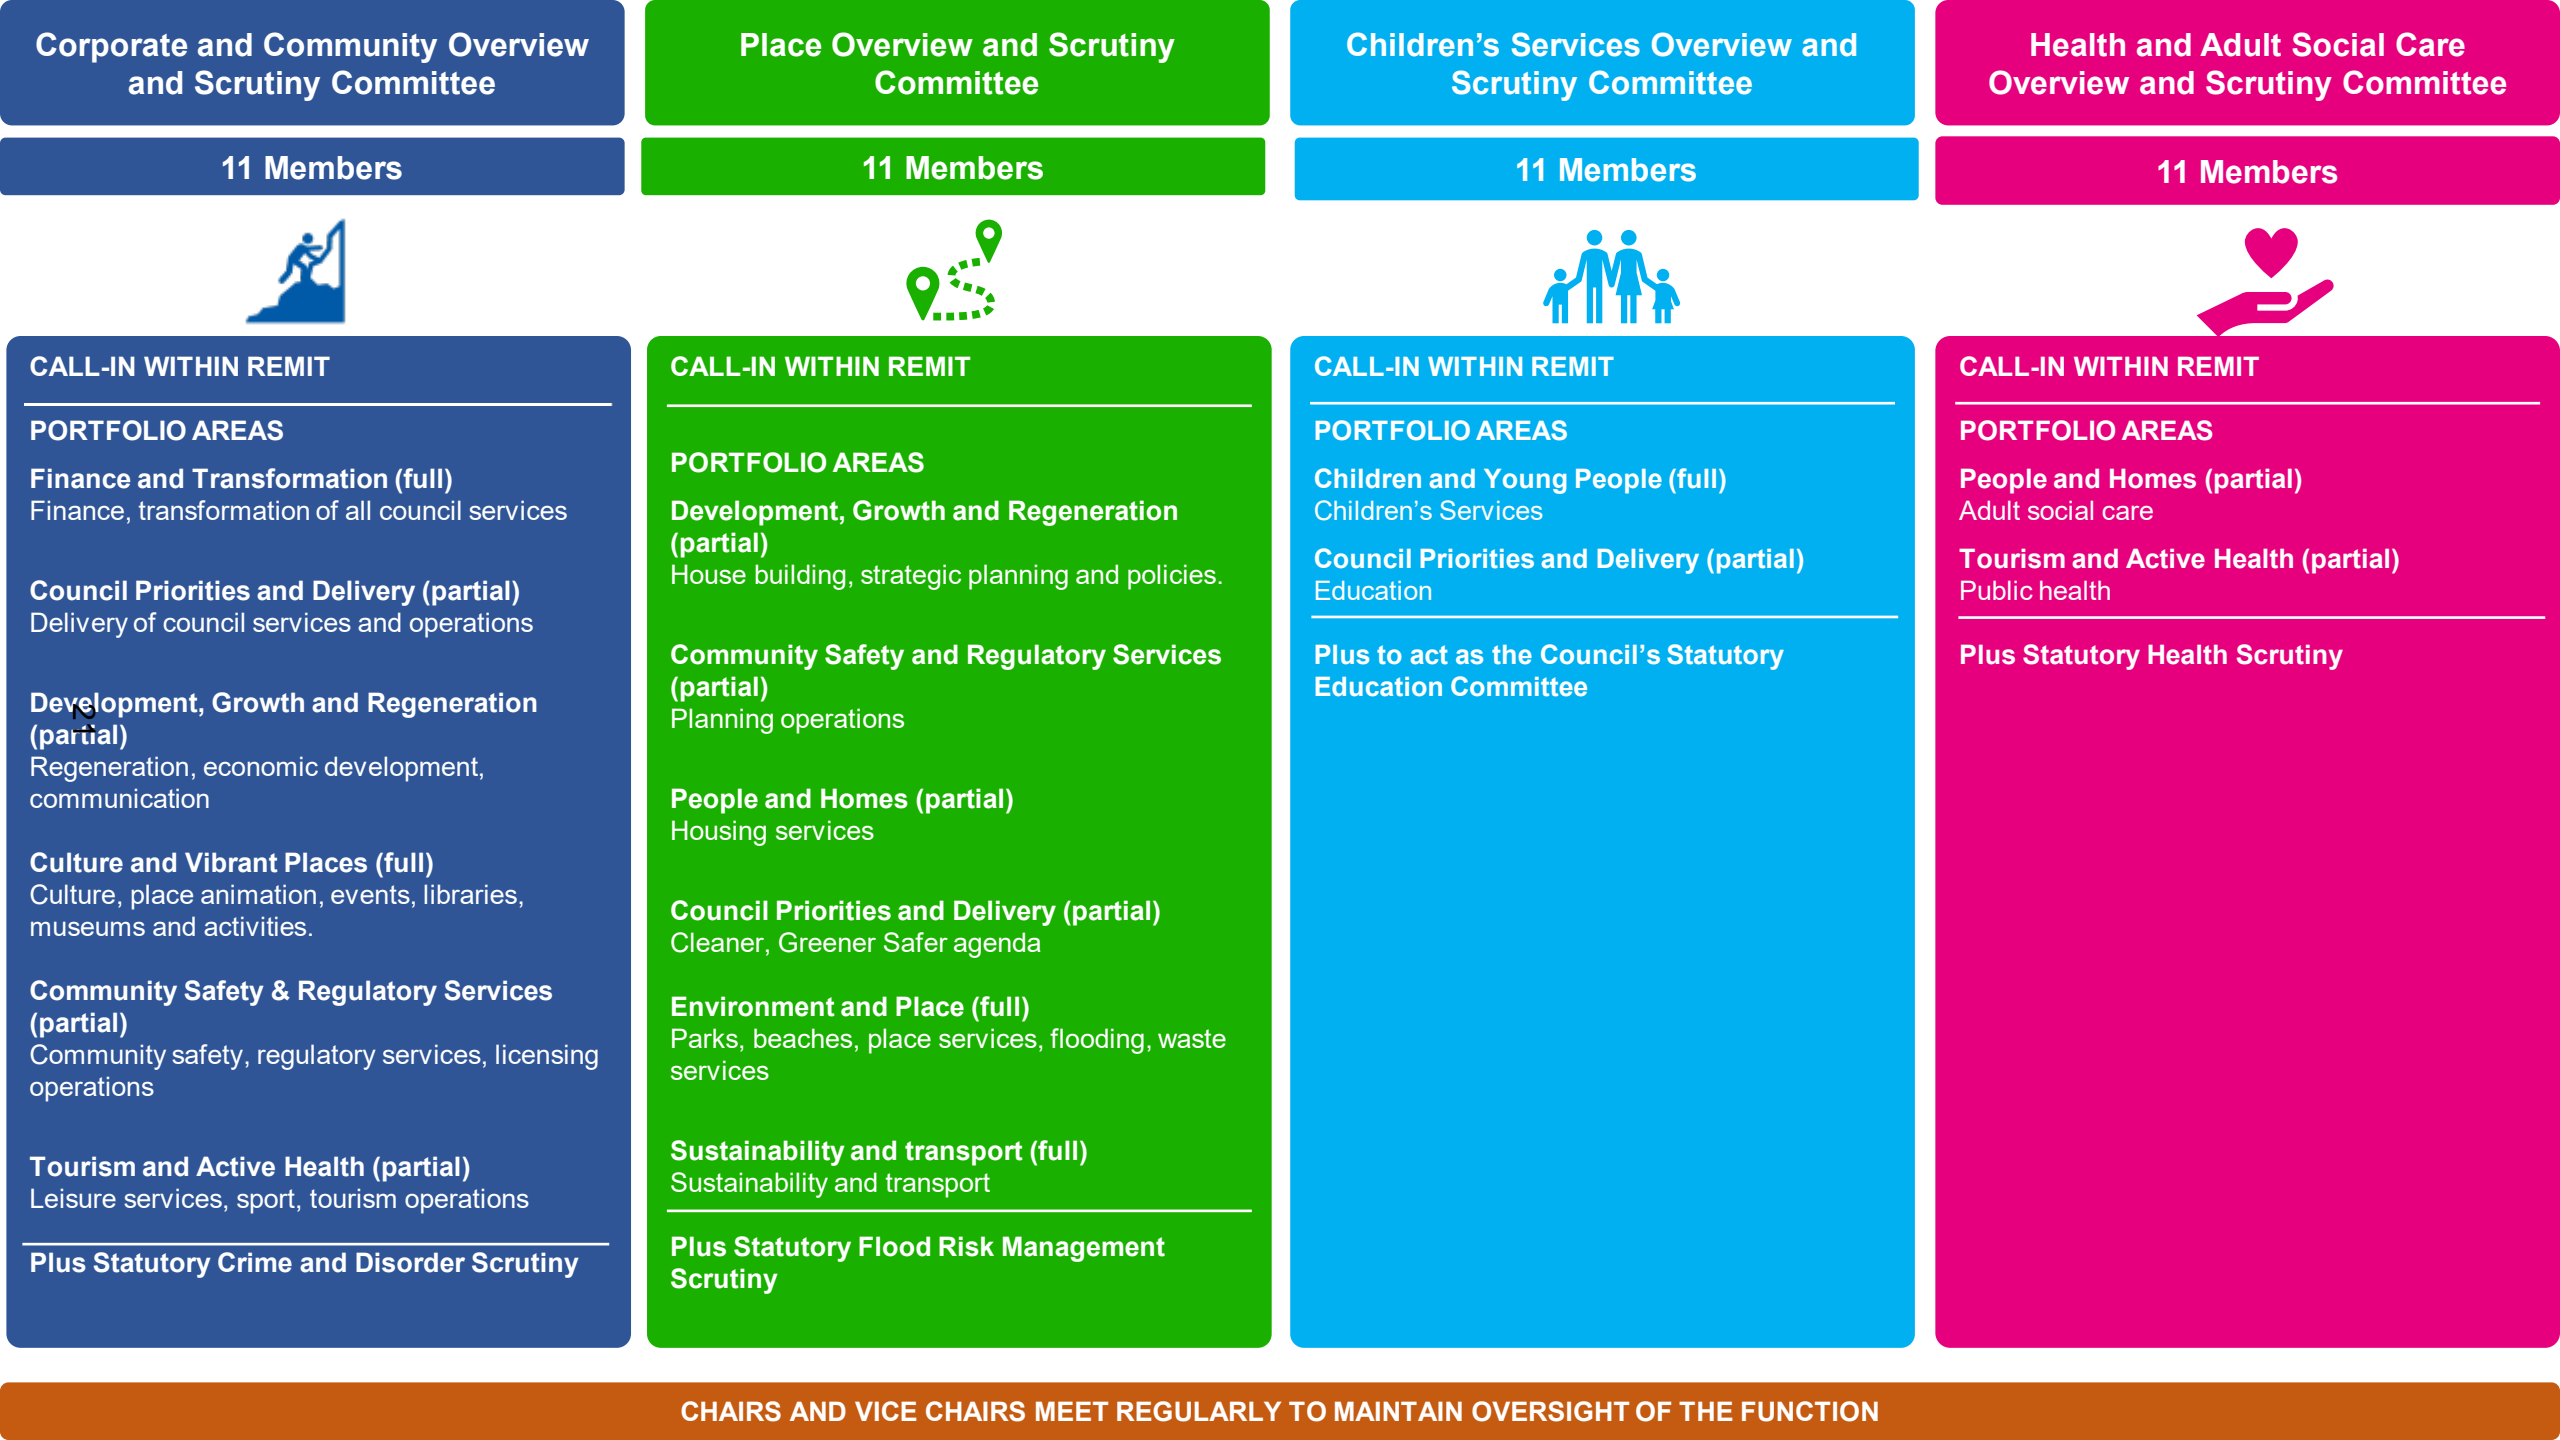 Corporate and Community Overview
and Scrutiny Committee
11 Members
CALL-IN WITHIN REMIT
PORTFOLIO AREAS
Finance and Transformation (full)
Finance, transformation of all council services
Council Priorities and Delivery (partial)
Delivery of council services and operations
Development, Growth and Regeneration
(partial)
Regeneration, economic development,
communication
Culture and Vibrant Places (full)
Culture, place animation, events, libraries,
museums and activities.
Community Safety & Regulatory Services
(partial)
Community safety, regulatory services, licensing
operations
Tourism and Active Health (partial)
Leisure services, sport, tourism operations
Plus Statutory Crime and Disorder Scrutiny
21
Place Overview and Scrutiny
Committee
11 Members
CALL-IN WITHIN REMIT
PORTFOLIO AREAS
Development, Growth and Regeneration
(partial)
House building, strategic planning and policies.
Community Safety and Regulatory Services
(partial)
Planning operations
People and Homes (partial)
Housing services
Council Priorities and Delivery (partial)
Cleaner, Greener Safer agenda
Environment and Place (full)
Parks, beaches, place services, flooding, waste
services
Sustainability and transport (full)
Sustainability and transport
Plus Statutory Flood Risk Management
Scrutiny
Children’s Services Overview and
Scrutiny Committee
11 Members
CALL-IN WITHIN REMIT
PORTFOLIO AREAS
Children and Young People (full)
Children’s Services
Council Priorities and Delivery (partial)
Education
Plus to act as the Council’s Statutory
Education Committee
Health and Adult Social Care
Overview and Scrutiny Committee
11 Members
CALL-IN WITHIN REMIT
PORTFOLIO AREAS
People and Homes (partial)
Adult social care
Tourism and Active Health (partial)
Public health
Plus Statutory Health Scrutiny
CHAIRS AND VICE CHAIRS MEET REGULARLY TO MAINTAIN OVERSIGHT OF THE FUNCTION